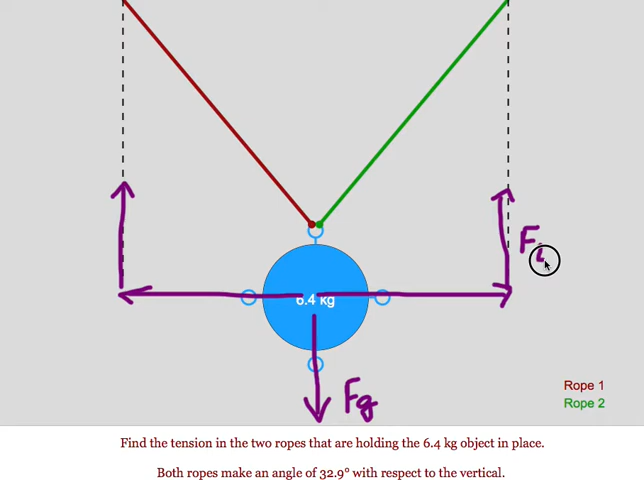 F
6.4 kg
Fg
Rope 1
Rope 2
Find the tension in the two ropes that are holding the 6.4 kg object in place.
Both ropes make an angle of 32.9° with respect to the vertical.